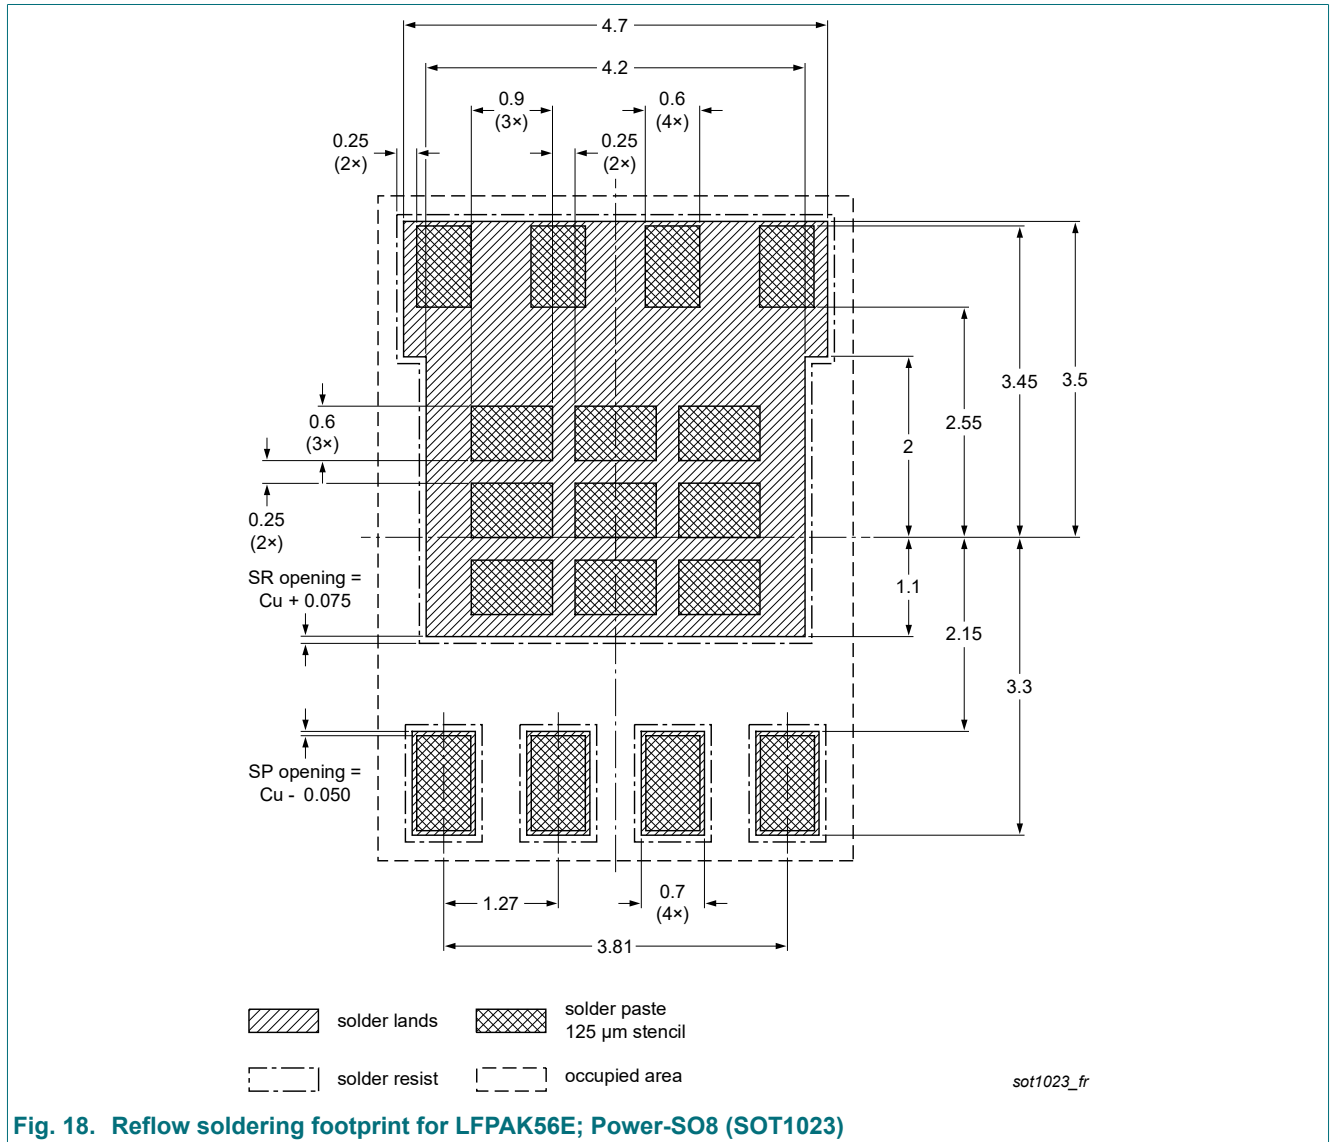 4.7
4.2
0.9
(3×)
0.6
(4×)
0.25
(2×)
0.25
(2×)
3.45
3.5
0.6
(3×)
2.55
2
0.25
(2×)
SR opening =
Cu + 0.075
1.1
2.15
3.3
SP opening =
Cu - 0.050
1.27
0.7
(4×)
3.81
solder lands
solder paste
125 µm stencil
solder resist
occupied area
sot1023_fr
Fig. 18. Reflow soldering footprint for LFPAK56E; Power-SO8 (SOT1023)